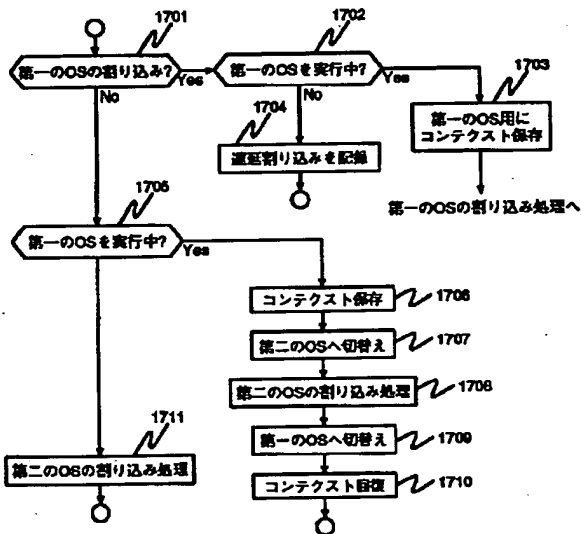 1701
第一のOSの割り込み?
Yes
No
1702
第一のOSを実行中?
Yes
No
1703
第一のOS用に
コンテクスト保存
第一のOSの割り込み処理へ
1704
遅延割り込みを記録
1705
第一のOSを実行中?
Yes
コンテクスト保存
1706
第二のOSへ切替え
1707
第二のOSの割り込み処理
1708
第一のOSへ切替え
1709
コンテクスト回復
1710
1711
第二のOSの割り込み処理